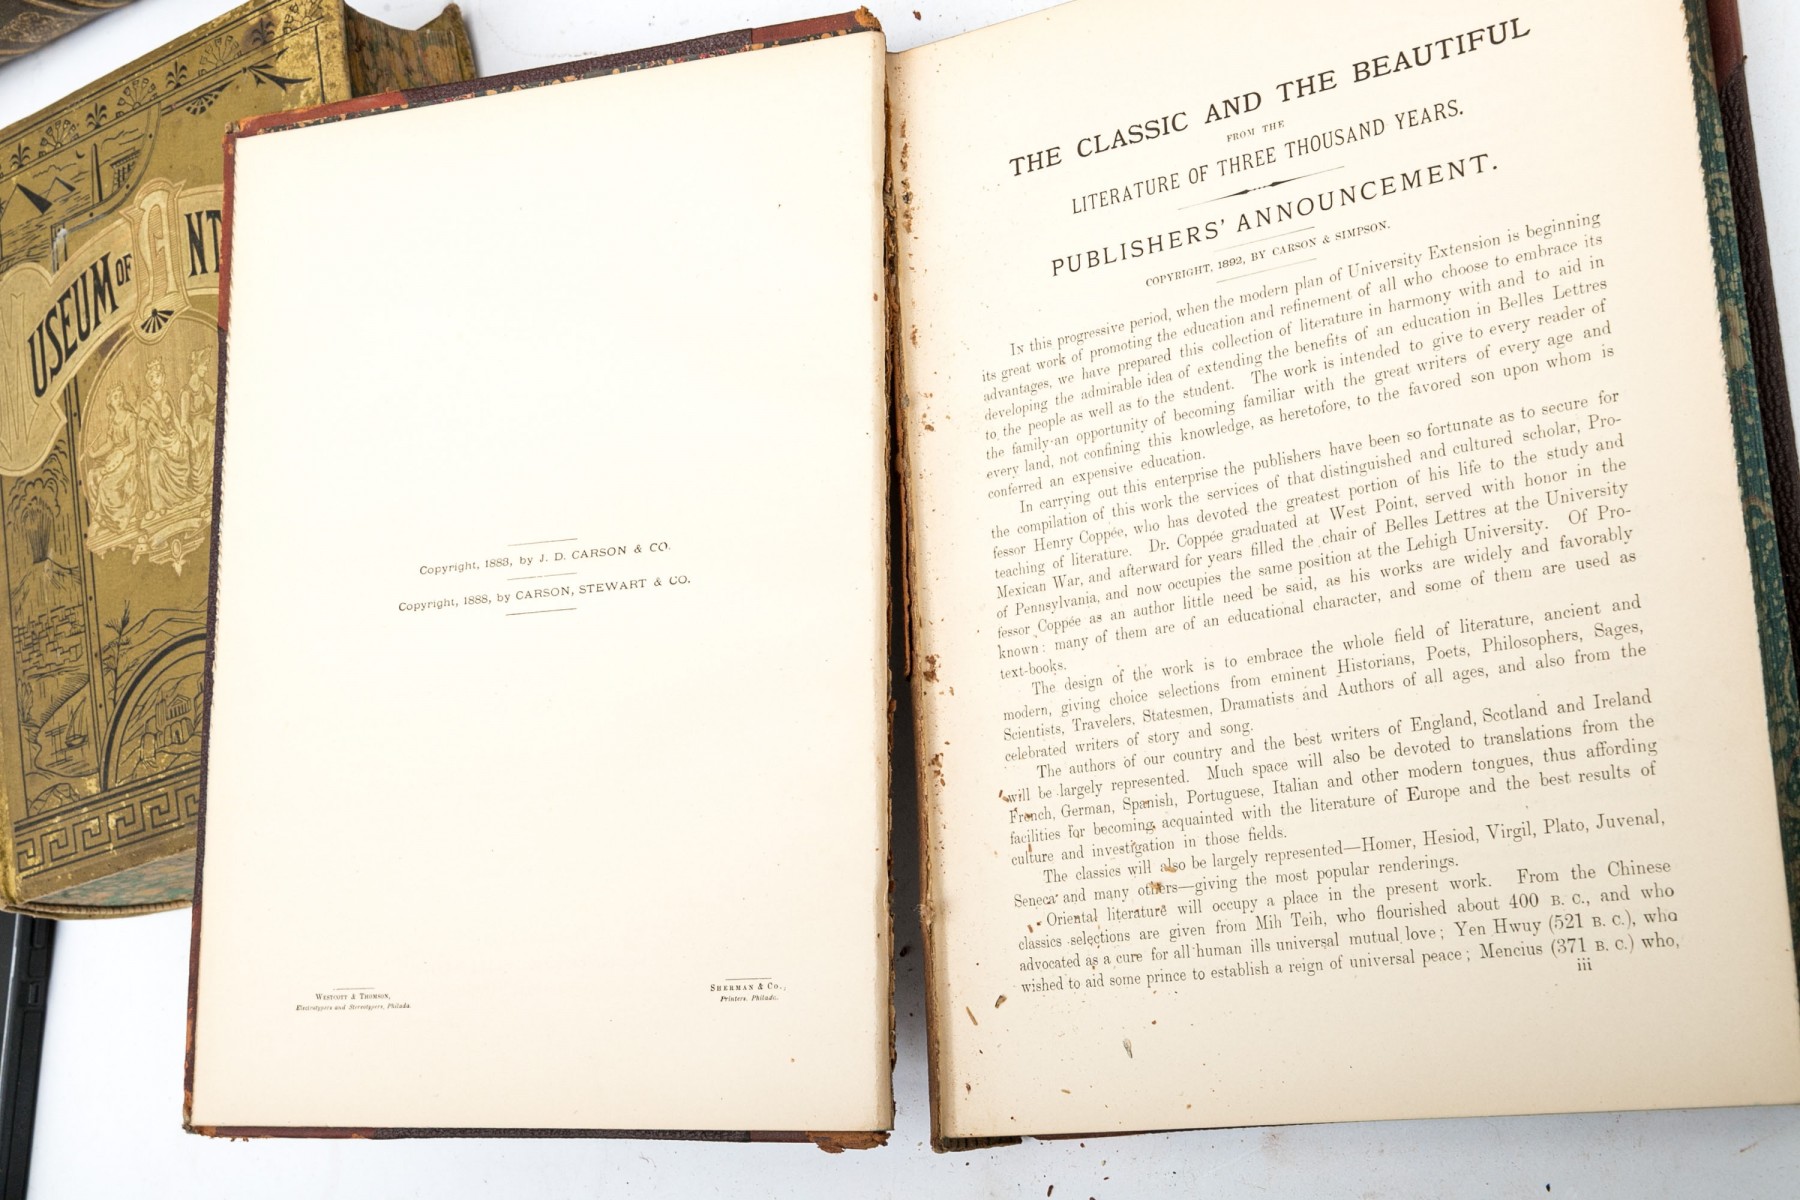 MUSEUM OF ANT
Copyright, 1883, by J. D. CARSON & CO.
Copyright, 1888, by CARSON, STEWART & CO.
WESTCOTT & THOMSON,
Electrotypers and Stereotypers, Philada.
SHERMAN & CO.,
Printers. Philada.
THE CLASSIC AND THE BEAUTIFUL
FROM THE
LITERATURE OF THREE THOUSAND YEARS.
PUBLISHERS' ANNOUNCEMENT.
COPYRIGHT, 1892, BY CARSON & SIMPSON.
In this progressive period, when the modern plan of University Extension is beginning
its great work of promoting the education and refinement of all who choose to embrace its
advantages, we have prepared this collection of literature in harmony with and to aid in
developing the admirable idea of extending the benefits of an education in Belles Lettres
to the people as well as to the student. The work is intended to give to every reader of
the family an opportunity of becoming familiar with the great writers of every age and
every land, not confining this knowledge, as heretofore, to the favored son upon whom is
conferred an expensive education.
In carrying out this enterprise the publishers have been so fortunate as to secure for
the compilation of this work the services of that distinguished and cultured scholar, Pro-
fessor Henry Coppée, who has devoted the greatest portion of his life to the study and
teaching of literature. Dr. Coppée graduated at West Point, served with honor in the
Mexican War, and afterward for years filled the chair of Belles Lettres at the University
of Pennsylvania, and now occupies the same position at the Lehigh University. Of Pro-
fessor Coppée as an author little need be said, as his works are widely and favorably
known: many of them are of an educational character, and some of them are used as
text-books.
The design of the work is to embrace the whole field of literature, ancient and
modern, giving choice selections from eminent Historians, Poets, Philosophers, Sages,
Scientists, Travelers, Statesmen, Dramatists and Authors of all ages, and also from the
celebrated writers of story and song.
The authors of our country and the best writers of England, Scotland and Ireland
will be largely represented. Much space will also be devoted to translations from the
French, German, Spanish, Portuguese, Italian and other modern tongues, thus affording
facilities for becoming acquainted with the literature of Europe and the best results of
culture and investigation in those fields.
The classics will also be largely represented—Homer, Hesiod, Virgil, Plato, Juvenal,
Seneca and many others—giving the most popular renderings.
Oriental literature will occupy a place in the present work. From the Chinese
classics selections are given from Mih Teih, who flourished about 400 B. C., and who
advocated as a cure for all human ills universal mutual love; Yen Hwuy (521 B. C.), who
wished to aid some prince to establish a reign of universal peace; Mencius (371 B. C.) who,
iii